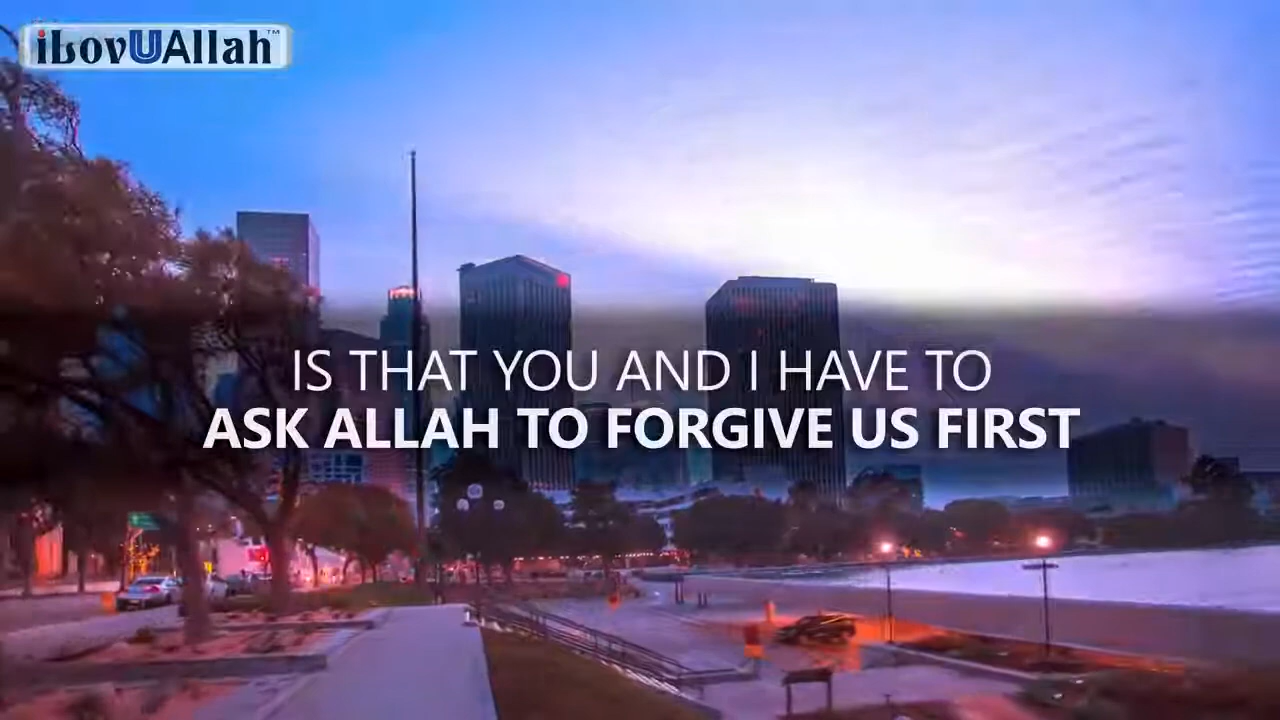 iLovUAllah™
IS THAT YOU AND I HAVE TO
ASK ALLAH TO FORGIVE US FIRST